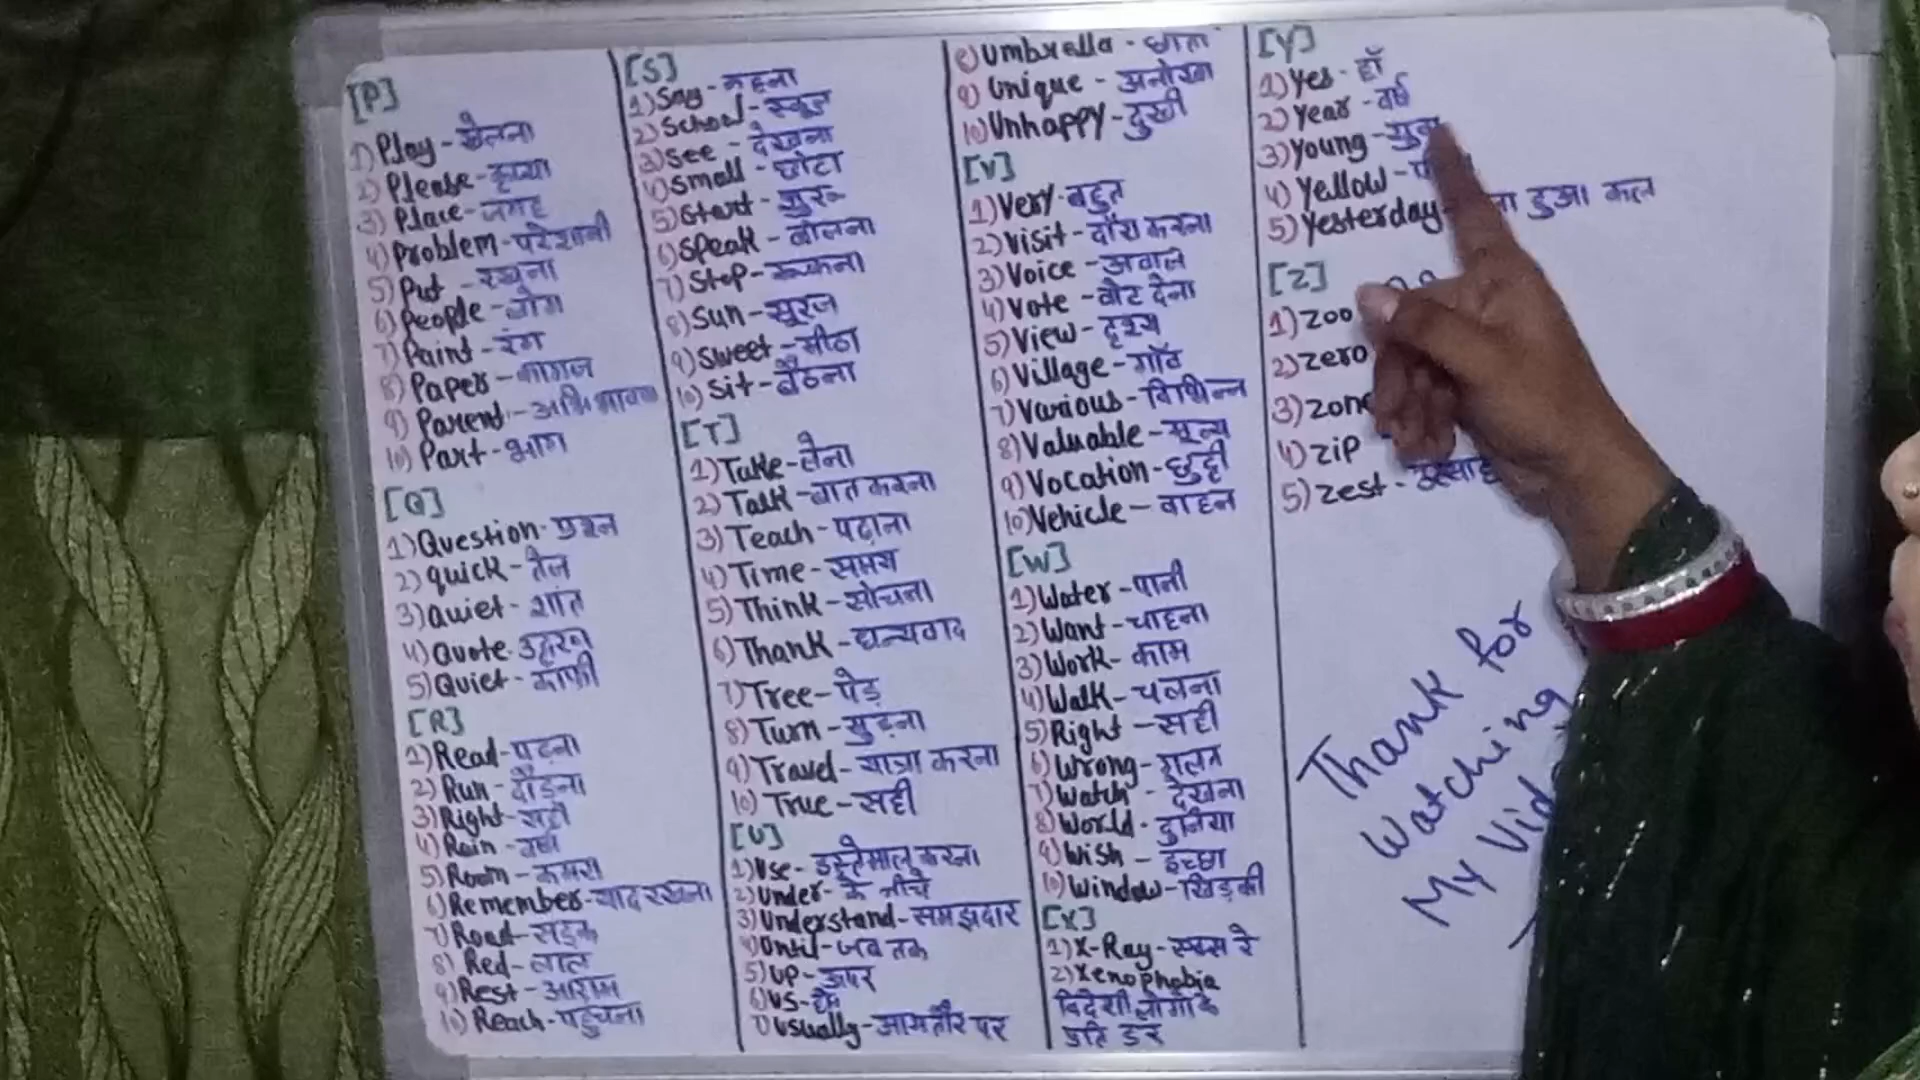 [P]
1) Play - खेलना
2) Please - कृप्या
3) Place - जगह
4) Problem - परेशानी
5) Put - रखना
6) People - लोग
7) Paint - रंग
8) Paper - कागज
9) Parent - अभिभावक
10) Part - भाग
[Q]
1) Question - प्रश्न
2) quick - तेज
3) Quiet - शांत
4) Quote -
5) Quiet - काफी
[R]
1) Read - पढ़ना
2) Run - दौड़ना
3) Right - सही
4) Rain - वर्षा
5) Room - कमरा
6) Remember - याद रखना
7) Road - सड़क
8) Red - लाल
9) Rest - आराम
10) Reach - पहुंचना
[S]
1) Say - कहना
2) School - स्कूल
3) See - देखना
4) Small - छोटा
5) Start - शुरू
6) Speak - बोलना
7) Stop - रूकना
8) Sun - सूरज
9) Sweet - मीठा
10) Sit - बैठना
[T]
1) Take - लेना
2) Talk - बात करना
3) Teach - पढ़ाना
4) Time - समय
5) Think - सोचना
6) Thank - धन्यवाद
7) Tree - पेड़
8) Turn - मुड़ना
9) Travel - यात्रा करना
10) True - सही
[U]
1) Use - इस्तेमाल करना
2) Under - के नीचे
3) Understand - समझदार
4) Until - जब तक
5) UP - ऊपर
6) US - हम
7) Usually - आमतौर पर
8) Umbrella - छाता
9) Unique - अनोखा
10) Unhappy - दुखी
[V]
1) Very - बहुत
2) Visit - दौरा करना
3) Voice - अवाज
4) Vote - वोट देना
5) View - दृश्य
6) Village - गाँव
7) Various - विभिन्न
8) Valuable - मूल्य
9) Vocation - छुट्टी
10) Vehicle - वाहन
[W]
1) Water - पानी
2) Want - चाहना
3) Work - काम
4) Walk - चलना
5) Right - सही
6) Wrong - गलत
7) Watch - देखना
8) World - दुनिया
9) Wish - इच्छा
10) Window - खिड़की
[X]
1) X-Ray - एक्स रे
2) Xenophobia
विदेशी लोगों के
प्रति डर
[Y]
1) Yes - हाँ
2) Year - वर्ष
3) Young - युवा
4) Yellow -
5) Yesterday - हुआ कल
[Z]
1) Zoo
2) Zero
3) Zone
4) Zip
5) Zest - उत्साह
Thank for
Watching
My